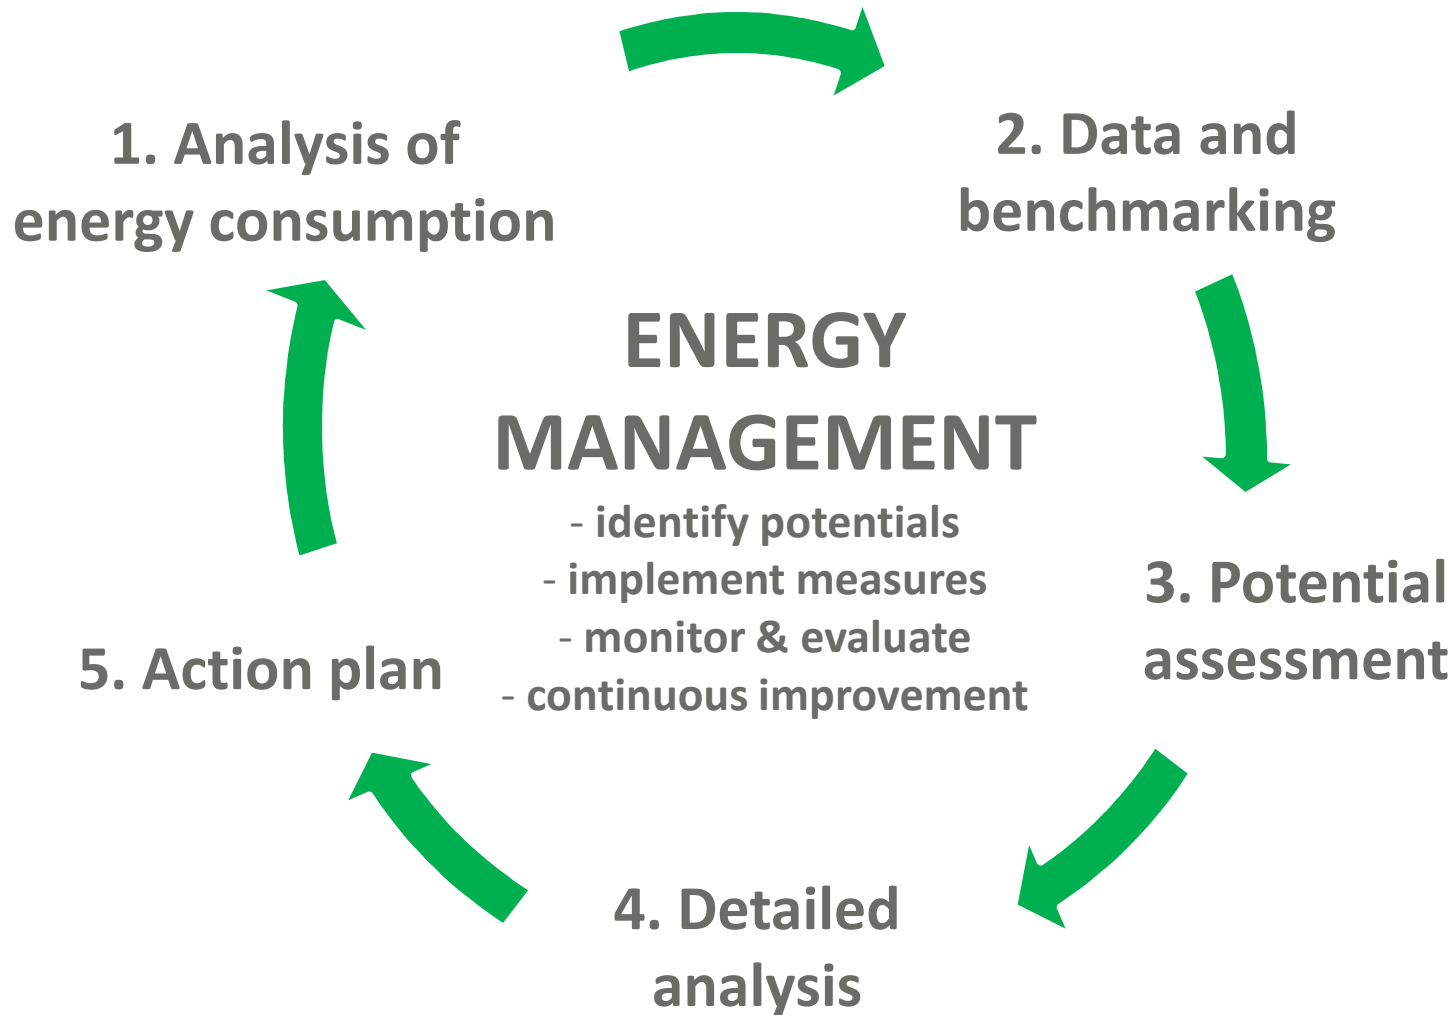 1. Analysis of
energy consumption
2. Data and
benchmarking
ENERGY
MANAGEMENT
- identify potentials
- implement measures
- monitor & evaluate
- continuous improvement
3. Potential
assessment
4. Detailed
analysis
5. Action plan